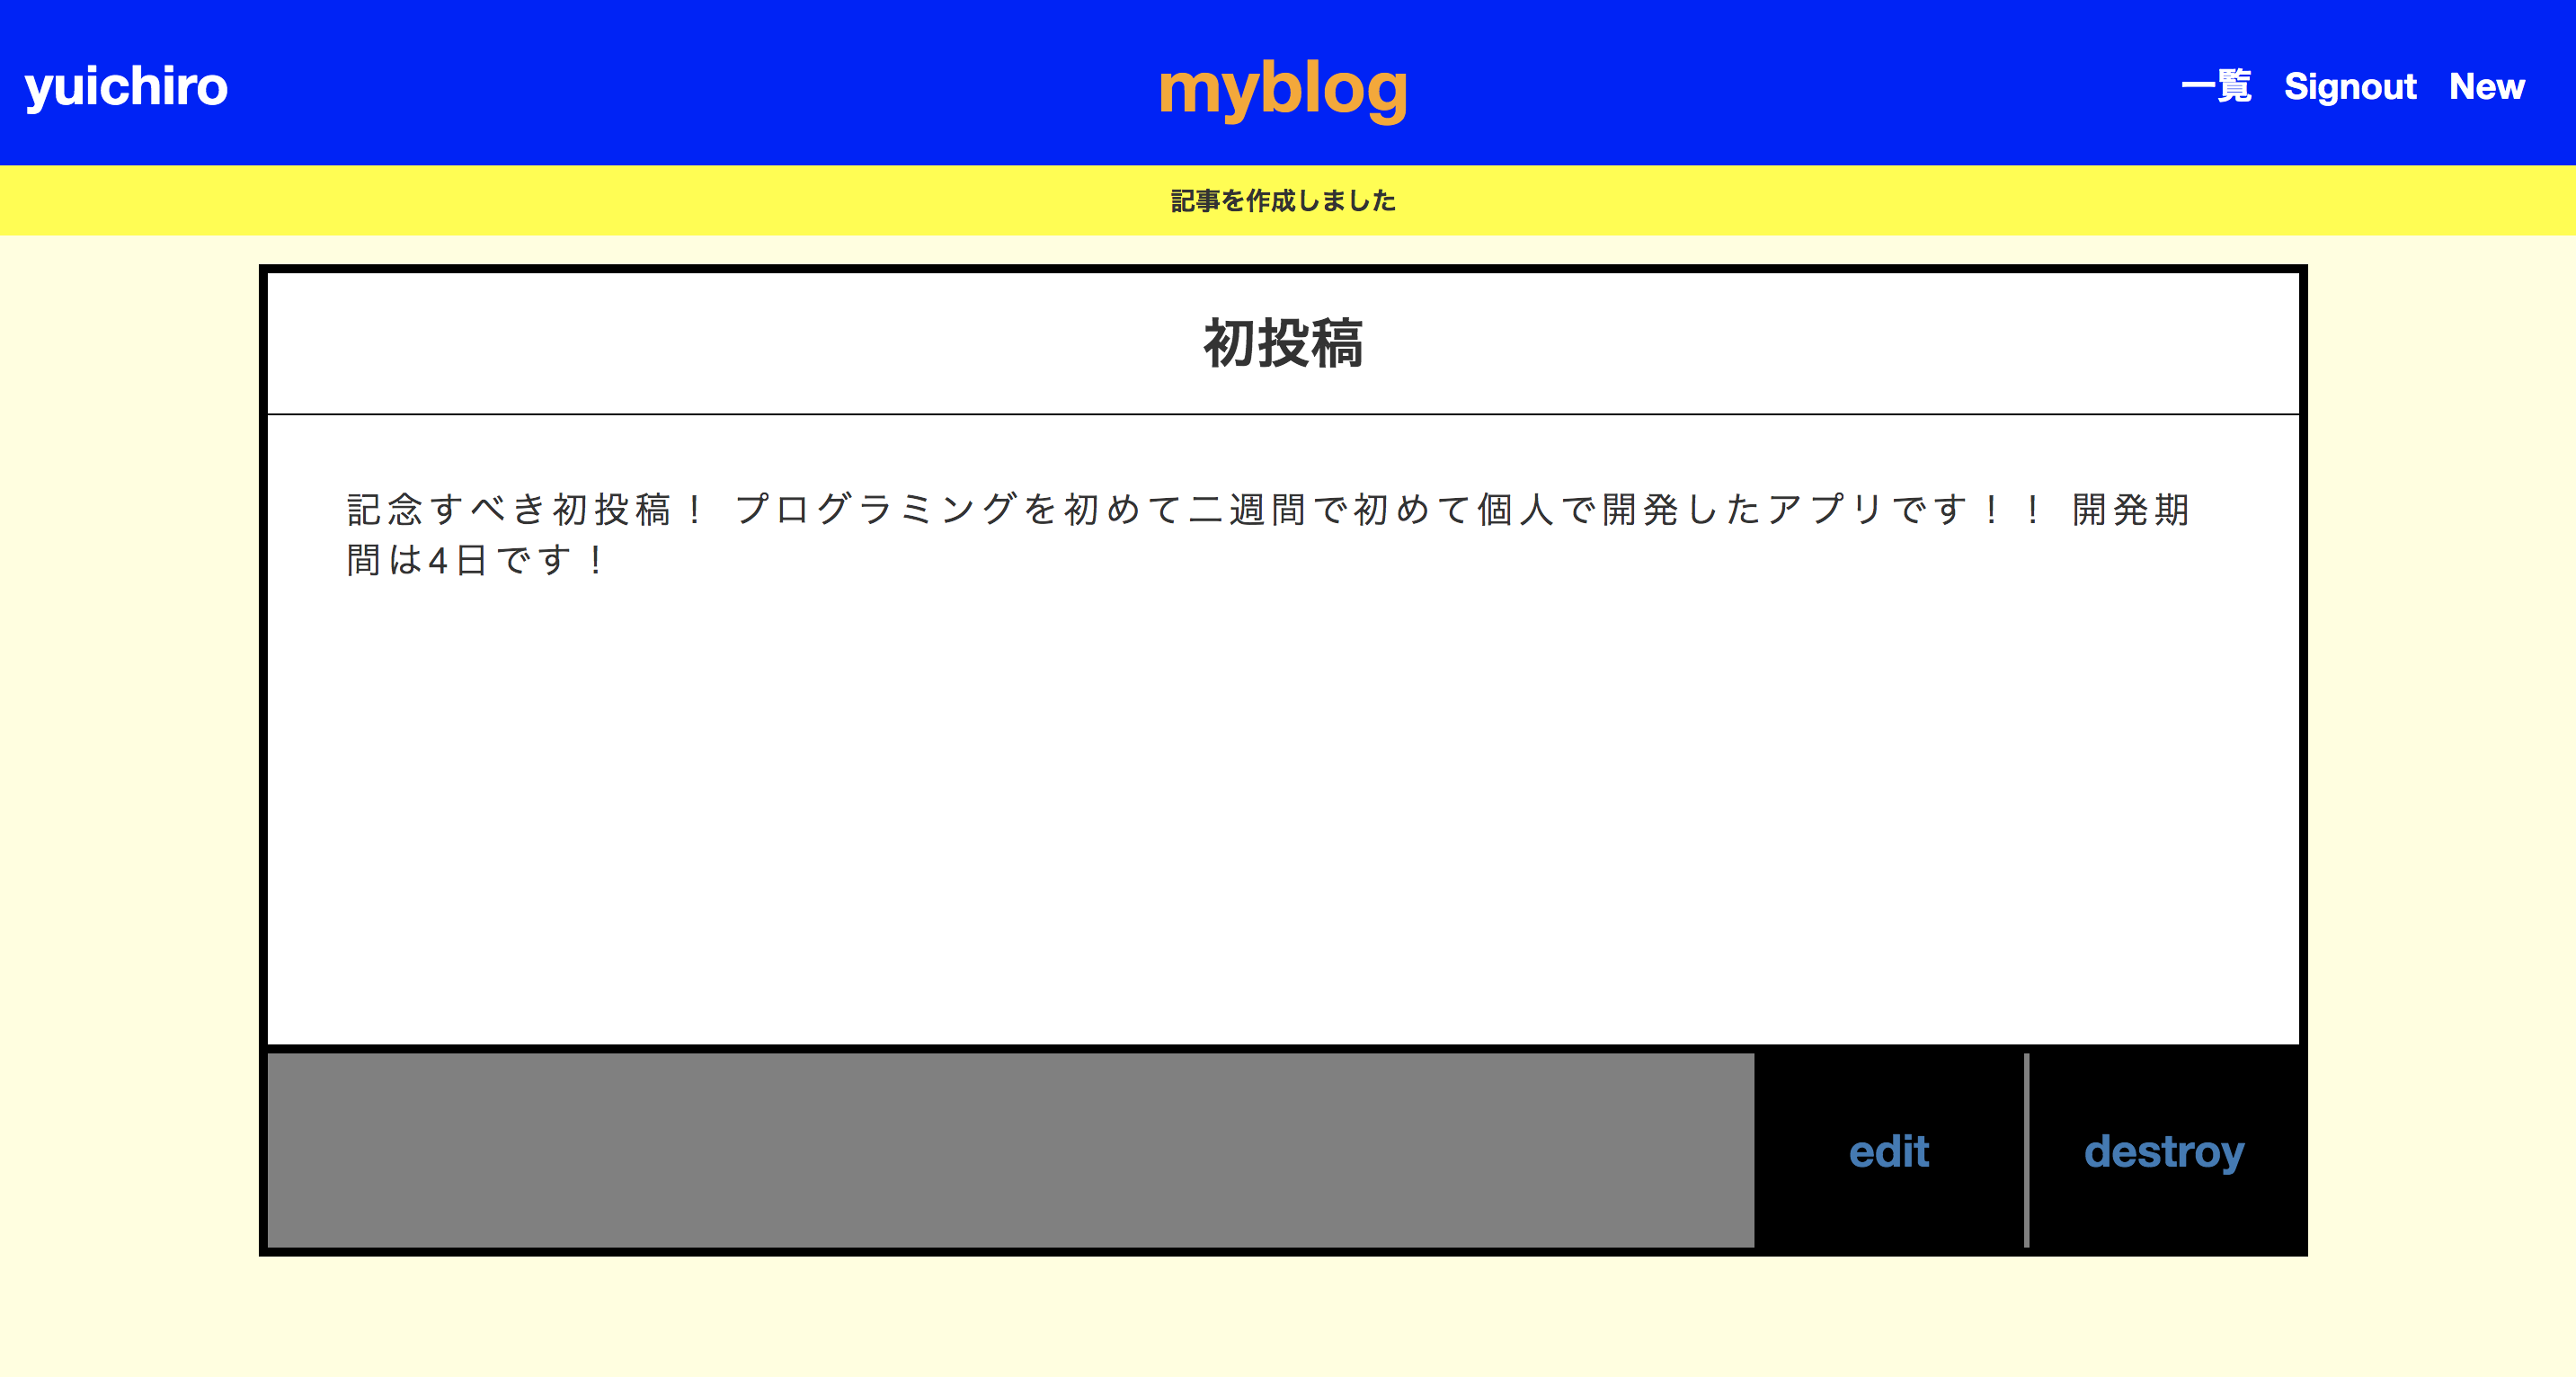 yuichiro
myblog
一覧 Signout New
記事を作成しました
初投稿
記念すべき初投稿！ プログラミングを初めて二週間で初めて個人で開発したアプリです！！ 開発期
間は4日です！
edit
destroy